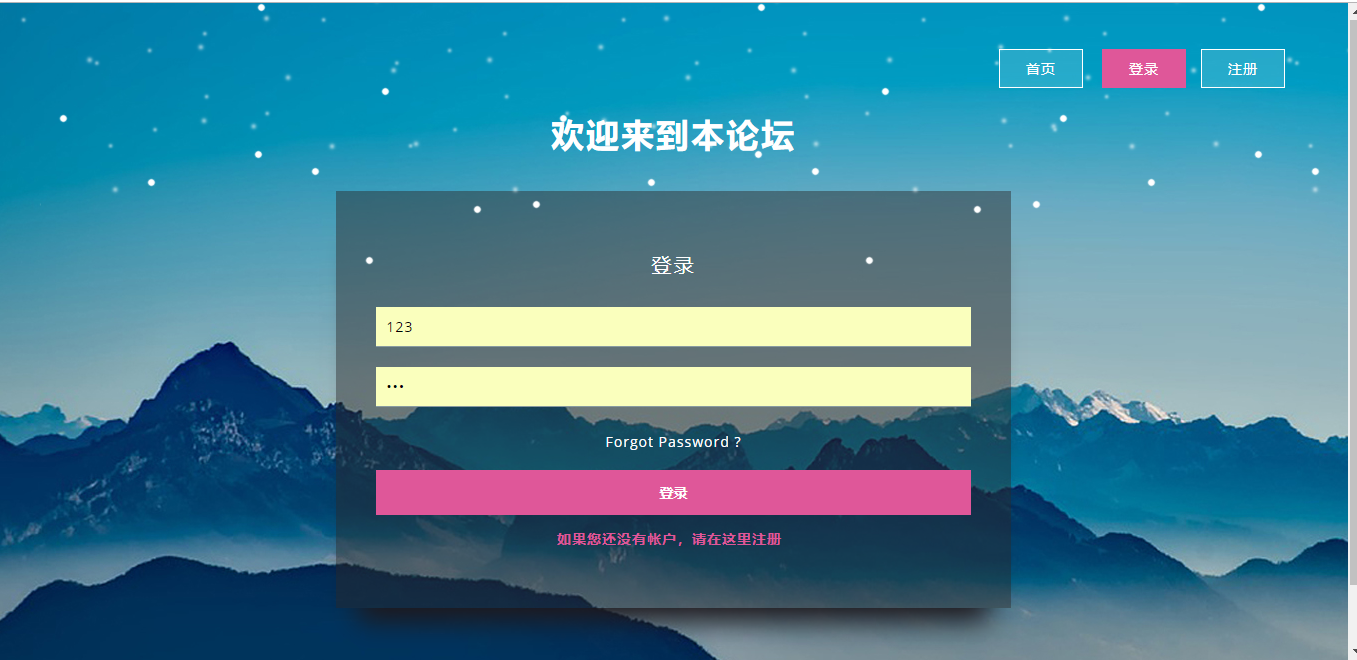 首页 登录 注册
欢迎来到本论坛
登录
123
•••
Forgot Password ?
登录
如果您还没有帐户，请在这里注册